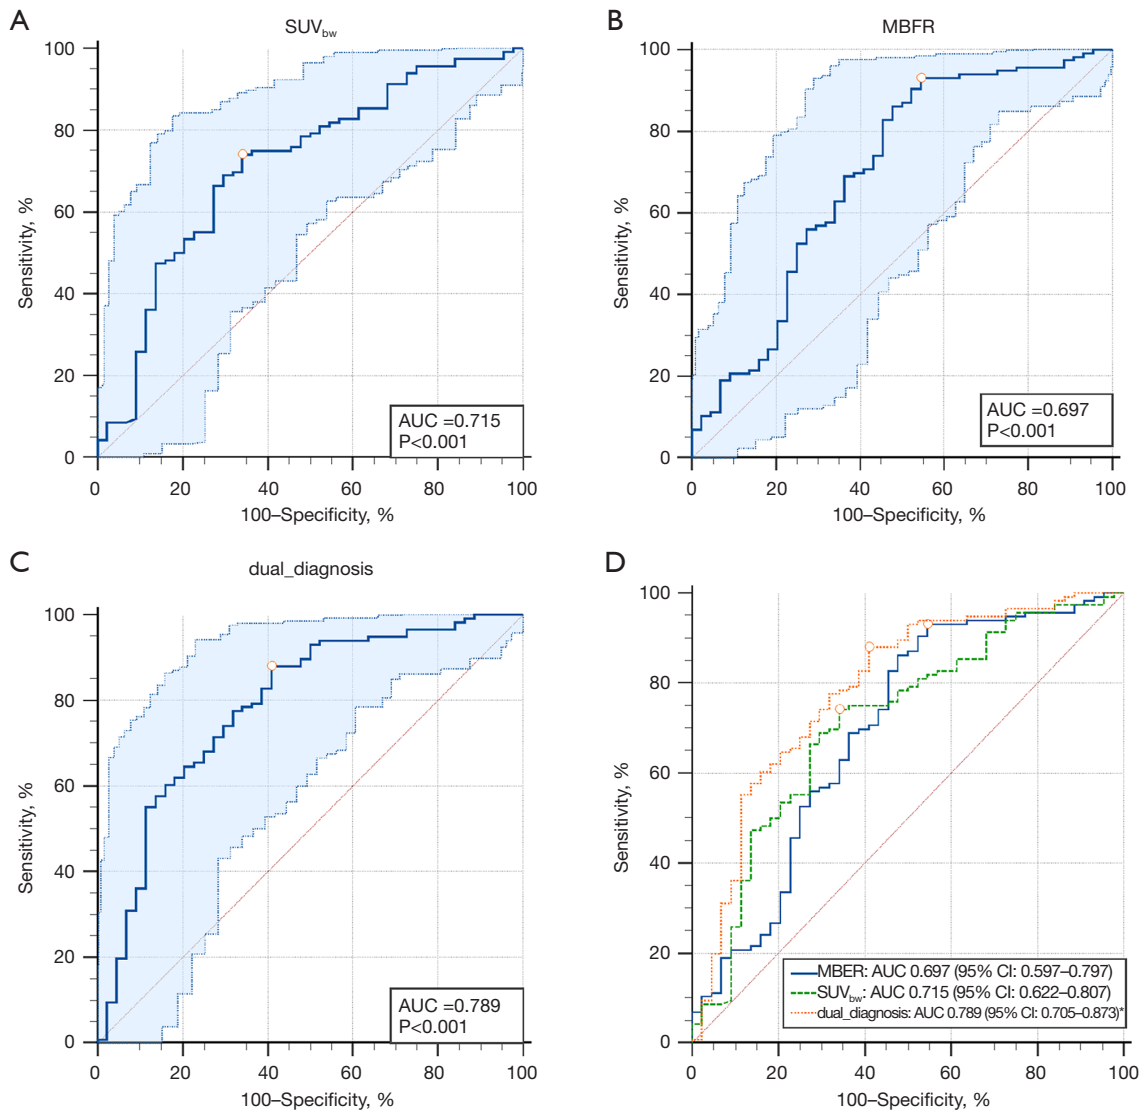 A
SUVbw
100
80
60
40
20
0
Sensitivity, %
AUC =0.715
P<0.001
0 20 40 60 80 100
100–Specificity, %
B
MBFR
100
80
60
40
20
0
Sensitivity, %
AUC =0.697
P<0.001
0 20 40 60 80 100
100–Specificity, %
C
dual_diagnosis
100
80
60
40
20
0
Sensitivity, %
AUC =0.789
P<0.001
0 20 40 60 80 100
100–Specificity, %
D
100
80
60
40
20
0
Sensitivity, %
MBER: AUC 0.697 (95% CI: 0.597–0.797)
SUVbw: AUC 0.715 (95% CI: 0.622–0.807)
dual_diagnosis: AUC 0.789 (95% CI: 0.705–0.873)*
0 20 40 60 80 100
100–Specificity, %